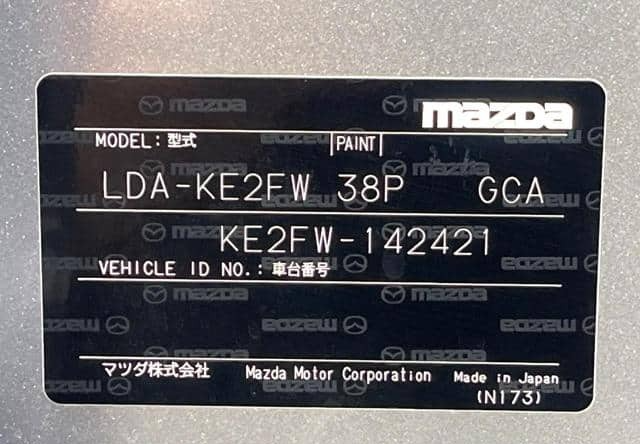 mazda
MODEL: 型式 PAINT
LDA-KE2FW 38P GCA
KE2FW-142421
VEHICLE ID NO.: 車台番号
マツダ株式会社 Mazda Motor Corporation Made in Japan
(N173)